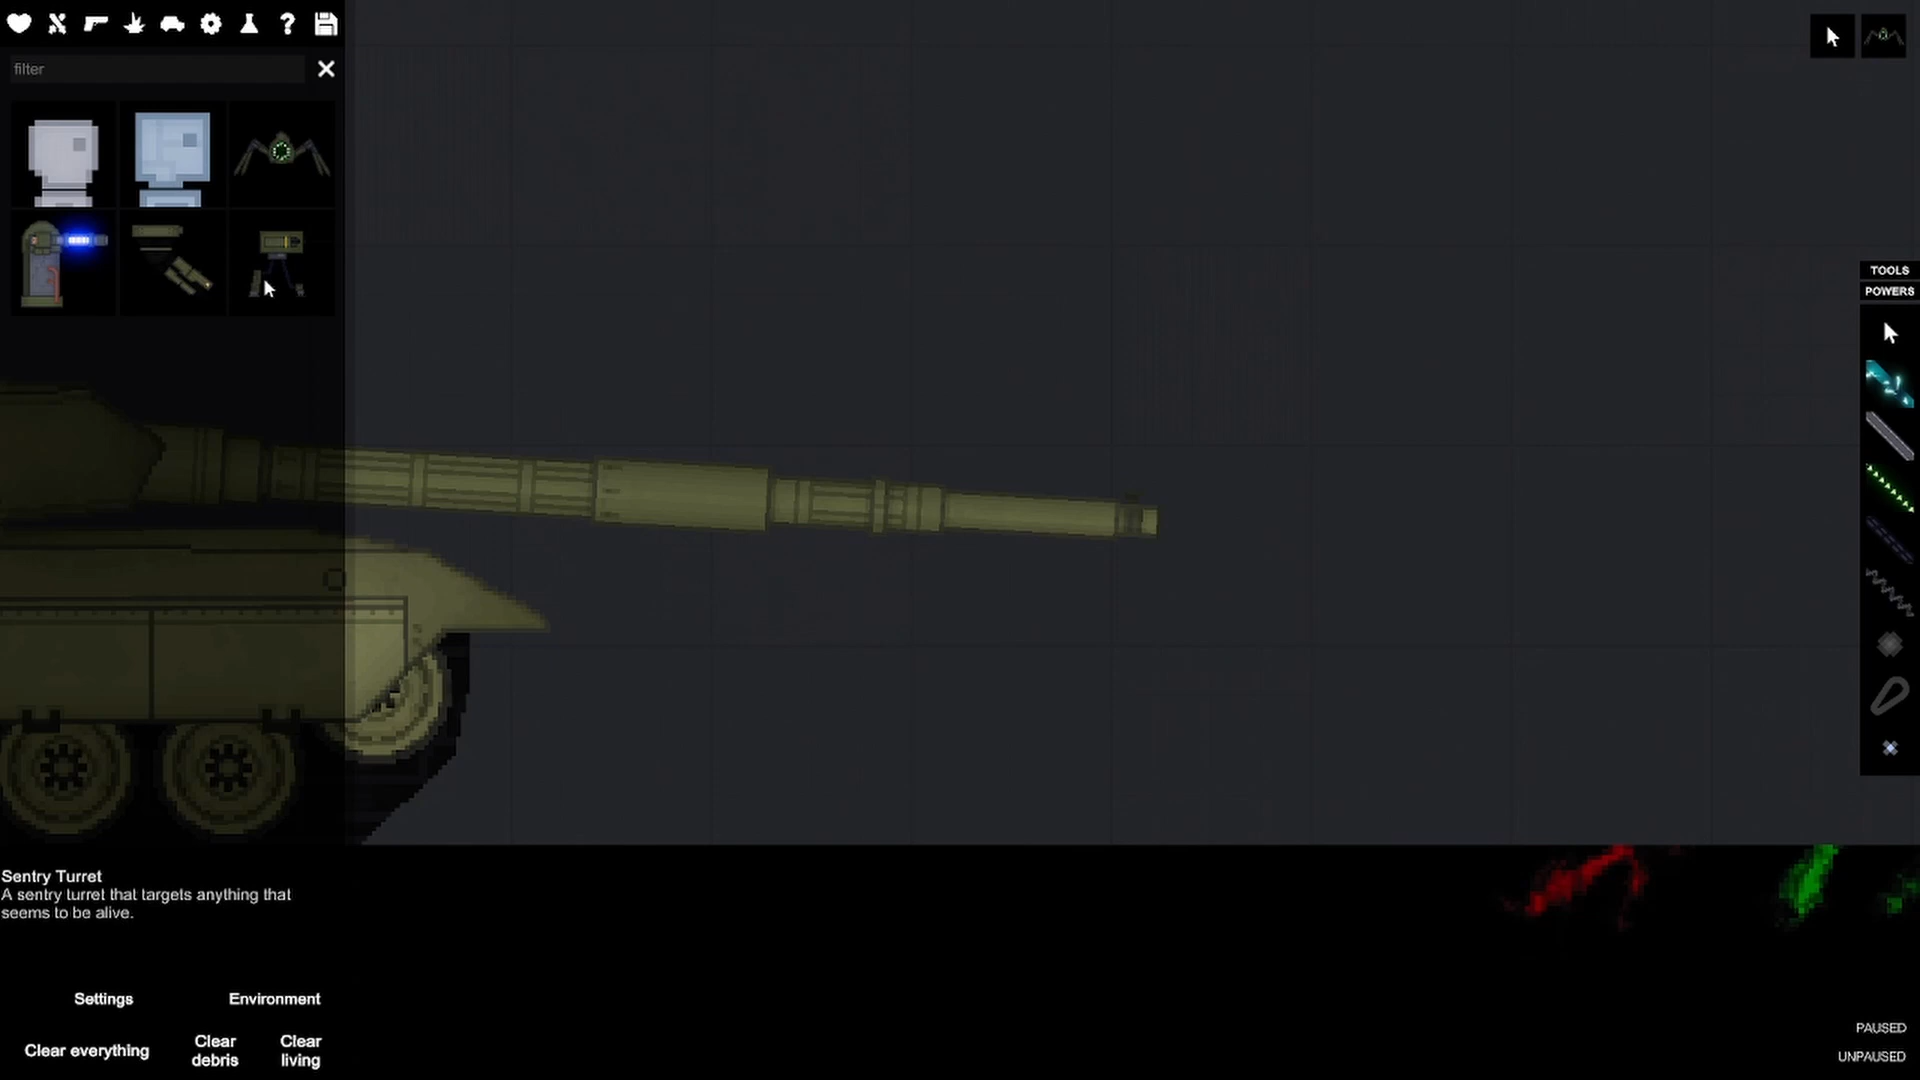 filter
TOOLS
POWERS
Sentry Turret
A sentry turret that targets anything that
seems to be alive.
Settings
Environment
Clear everything
Clear
debris
Clear
living
PAUSED
UNPAUSED